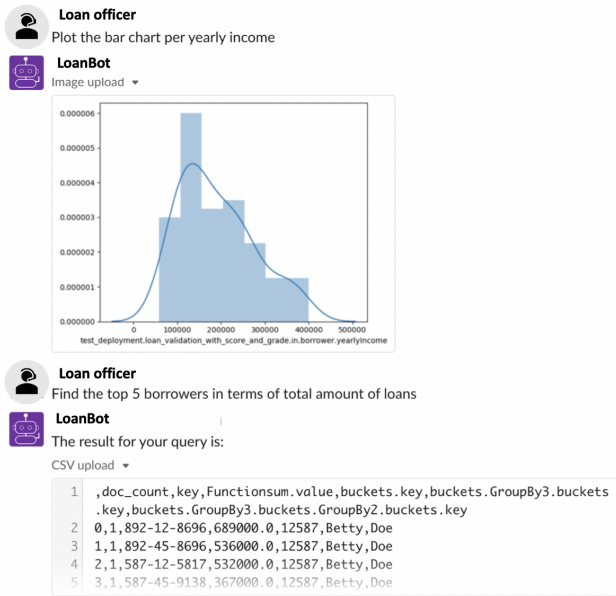 Loan officer
Plot the bar chart per yearly income
LoanBot
Image upload
0.000006
0.000005
0.000004
0.000003
0.000002
0.000001
0.000000
0 100000 200000 300000 400000 500000
test_deployment.loan_validation_with_score_and_grade.in.borrower.yearlyIncome
Loan officer
Find the top 5 borrowers in terms of total amount of loans
LoanBot
The result for your query is:
CSV upload
1 ,doc_count,key,Functionsum.value,buckets.key,buckets.GroupBy3.buckets
.key,buckets.GroupBy3.buckets.GroupBy2.buckets.key
2 0,1,892-12-8696,689000.0,12587,Betty,Doe
3 1,1,892-45-8696,536000.0,12587,Betty,Doe
4 2,1,587-12-5817,532000.0,12587,Betty,Doe
5 3,1,587-45-9138,367000.0,12587,Betty,Doe